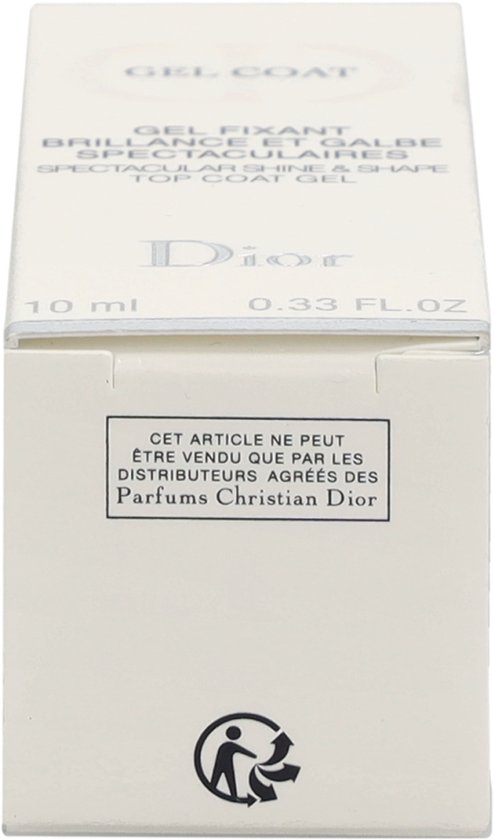 GEL COAT
GEL FIXANT
BRILLANCE ET GALBE
SPECTACULAIRES
SPECTACULAR SHINE & SHAPE
TOP COAT GEL
Dior
10 ml 0.33 FL.OZ
CET ARTICLE NE PEUT
ÊTRE VENDU QUE PAR LES
DISTRIBUTEURS AGRÉÉS DES
Parfums Christian Dior